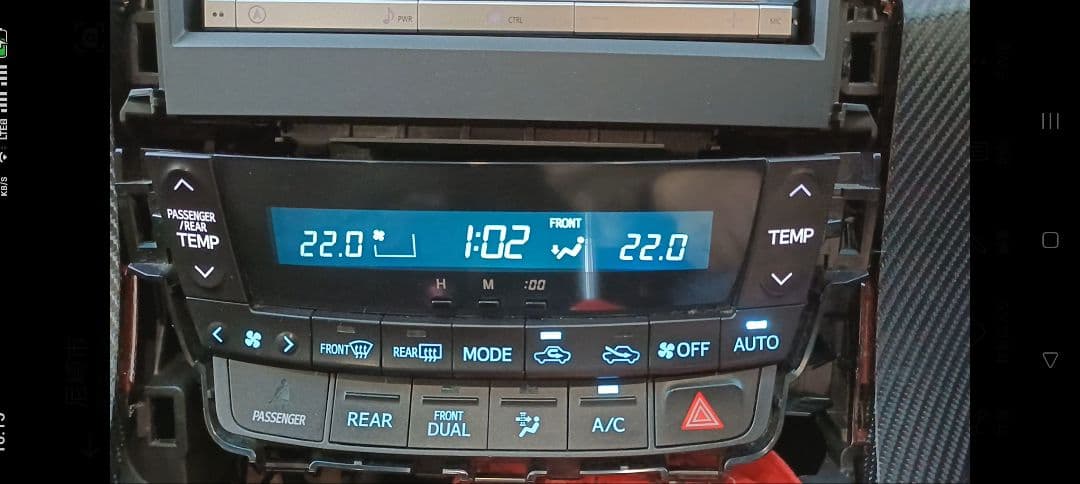 PWR
CTRL
MIC
PASSENGER
/REAR
TEMP
22.0
1:02
FRONT
22.0
TEMP
H M :00
FRONT
REAR
MODE
OFF
AUTO
PASSENGER
REAR
FRONT
DUAL
A/C
KB/S